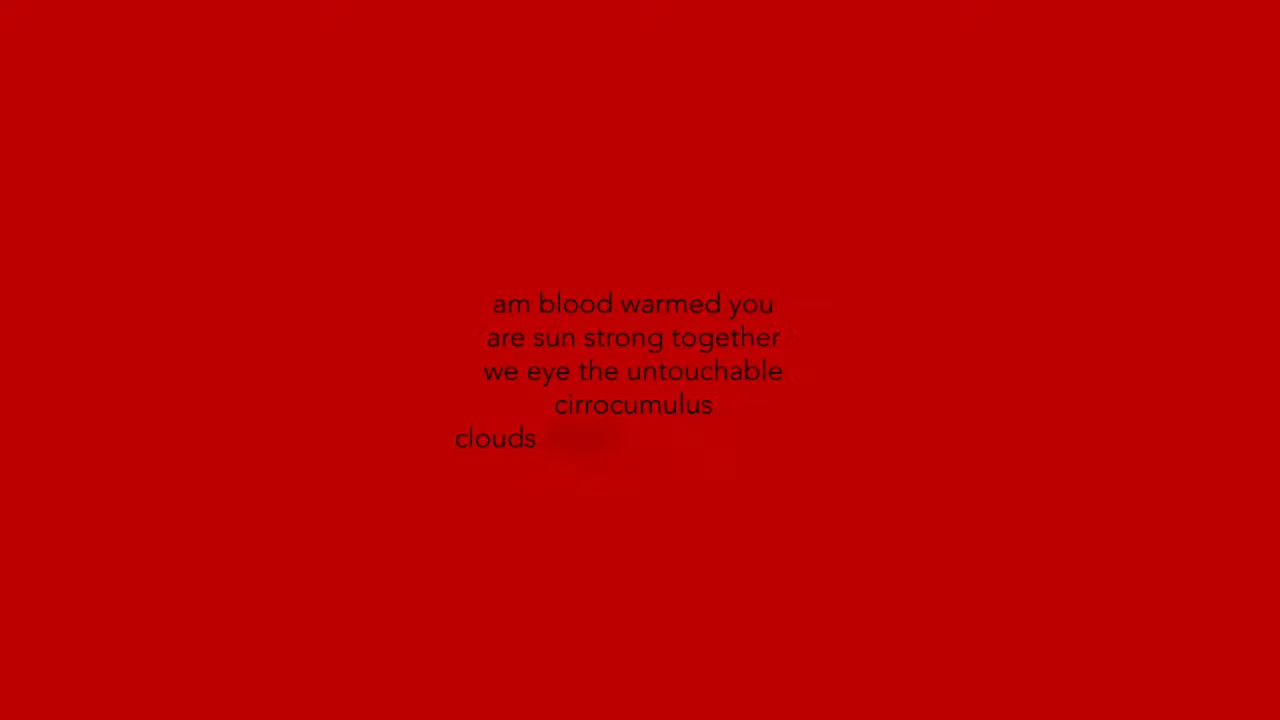 am blood warmed you
are sun strong together
we eye the untouchable
cirrocumulus
clouds